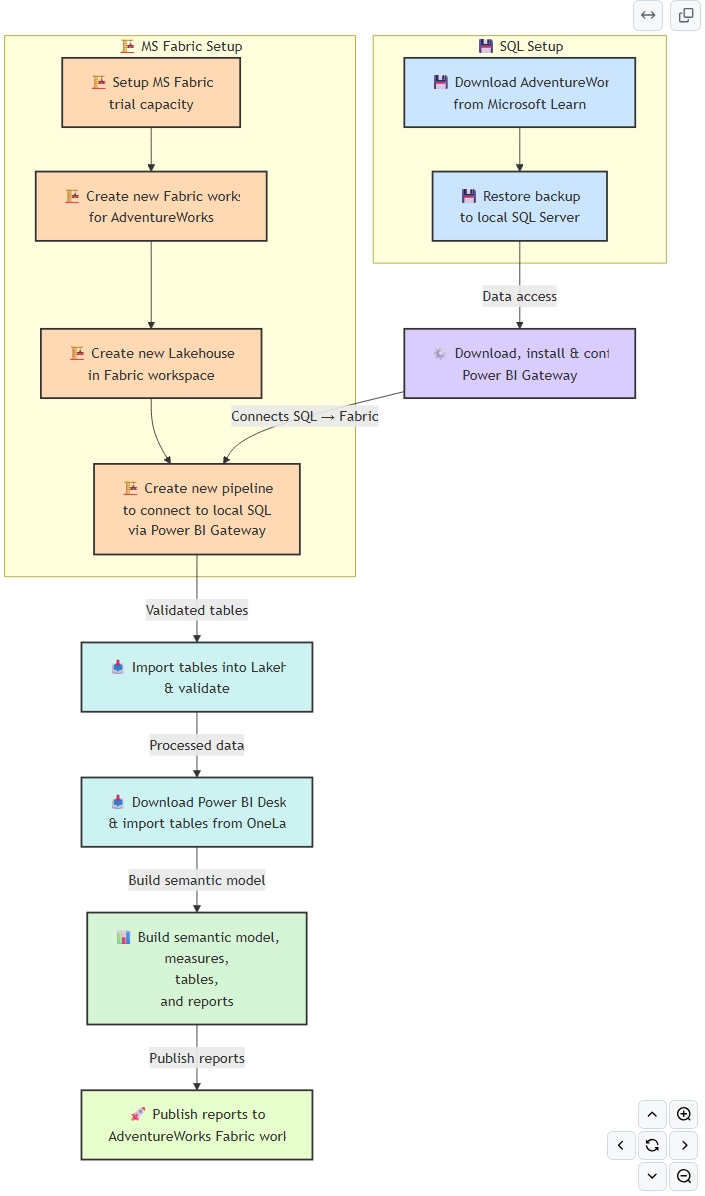 MS Fabric Setup
Setup MS Fabric
trial capacity
Create new Fabric works
for AdventureWorks
Create new Lakehouse
in Fabric workspace
Create new pipeline
to connect to local SQL
via Power BI Gateway
SQL Setup
Download AdventureWor
from Microsoft Learn
Restore backup
to local SQL Server
Data access
Download, install & conf
Power BI Gateway
Connects SQL → Fabric
Validated tables
Import tables into Lakeh
& validate
Processed data
Download Power BI Desk
& import tables from OneLa
Build semantic model
Build semantic model,
measures,
tables,
and reports
Publish reports
Publish reports to
AdventureWorks Fabric work